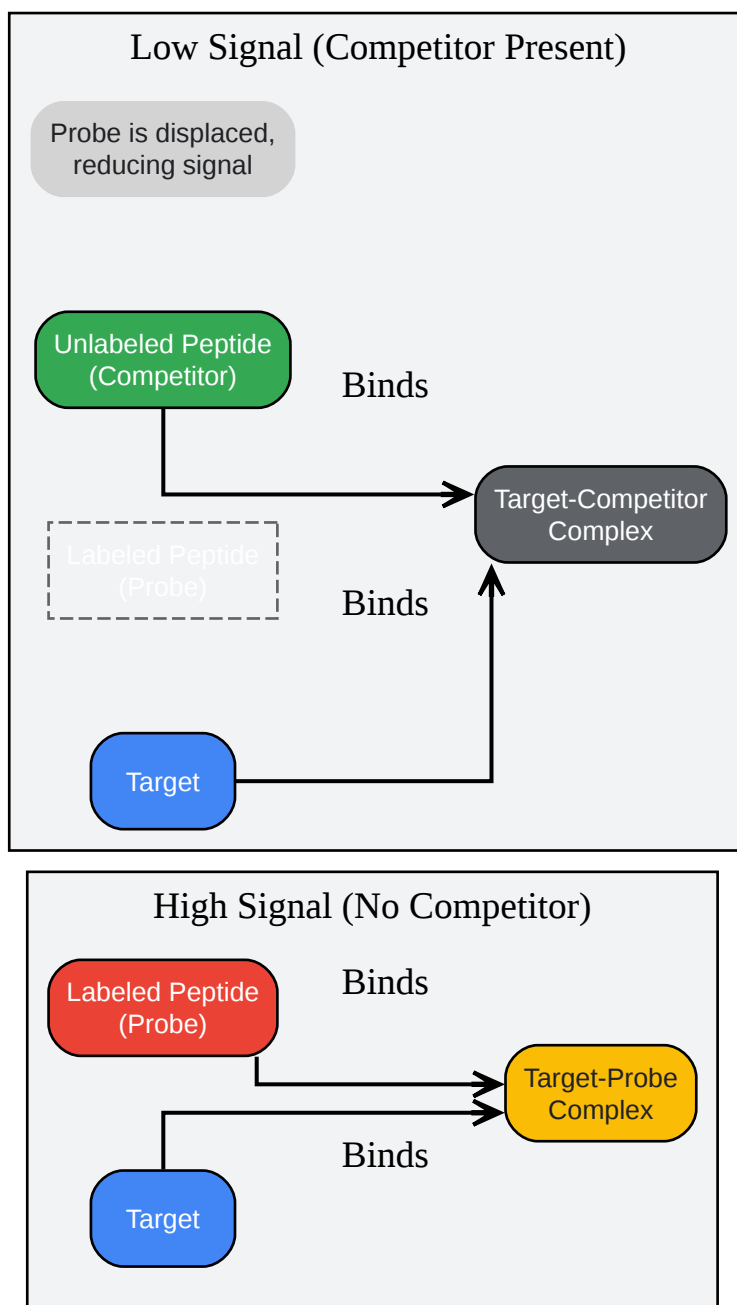 Low Signal (Competitor Present)
Probe is displaced,
reducing signal
Unlabeled Peptide
(Competitor)
Binds
Target-Competitor
Complex
Labeled Peptide
(Probe)
Binds
Target
High Signal (No Competitor)
Labeled Peptide
(Probe)
Binds
Target-Probe
Complex
Binds
Target